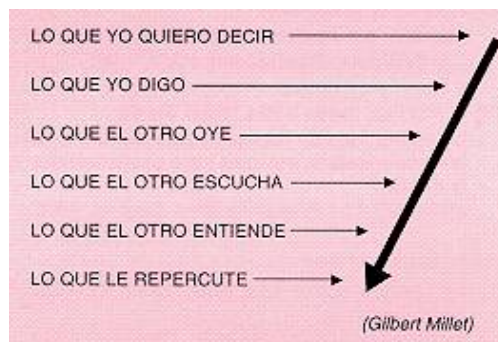 LO QUE YO QUIERO DECIR
LO QUE YO DIGO
LO QUE EL OTRO OYE
LO QUE EL OTRO ESCUCHA
LO QUE EL OTRO ENTIENDE
LO QUE LE REPERCUTE
(Gilbert Millet)